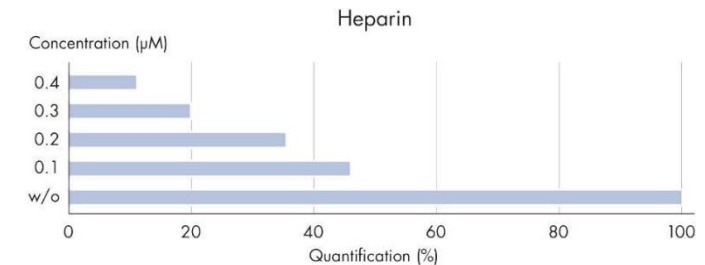 Heparin
Concentration (µM)
0.4
0.3
0.2
0.1
w/o
0 20 40 60 80 100
Quantification (%)